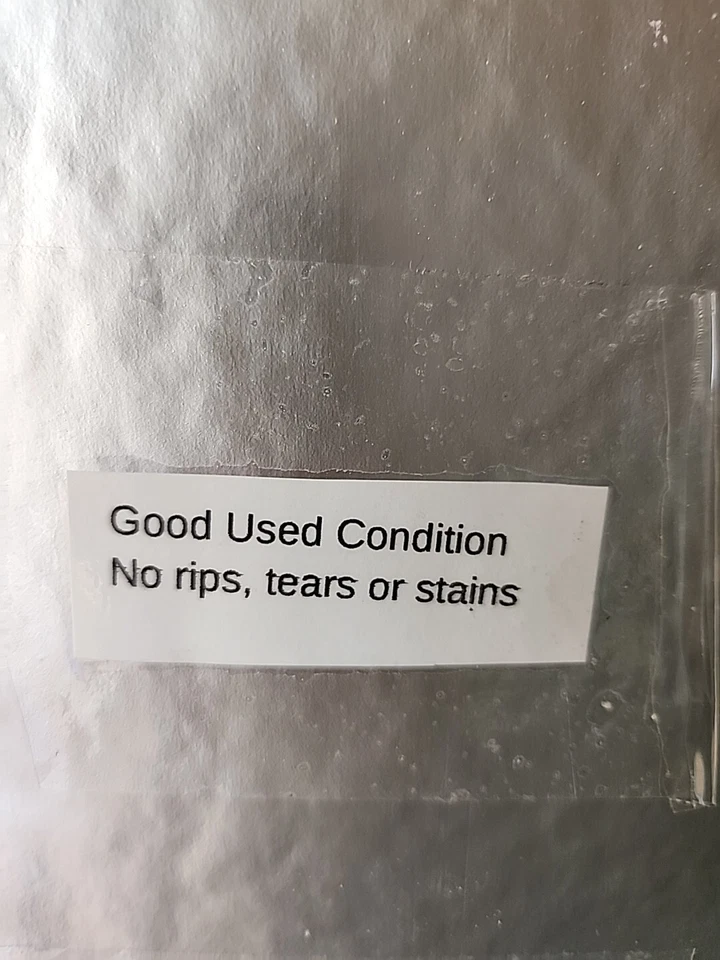 Good Used Condition
No rips, tears or stains